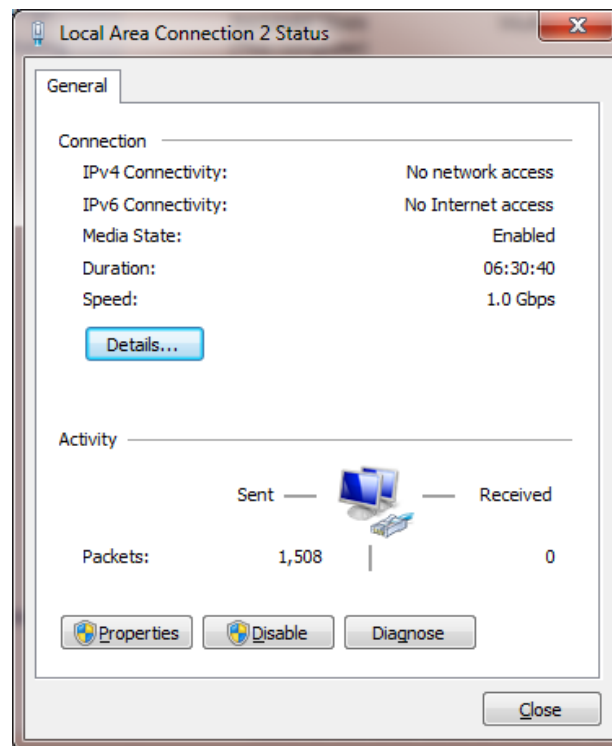 Local Area Connection 2 Status
General
Connection
IPv4 Connectivity: No network access
IPv6 Connectivity: No Internet access
Media State: Enabled
Duration: 06:30:40
Speed: 1.0 Gbps
Details...
Activity
Sent Received
Packets: 1,508 0
Properties Disable Diagnose
Close